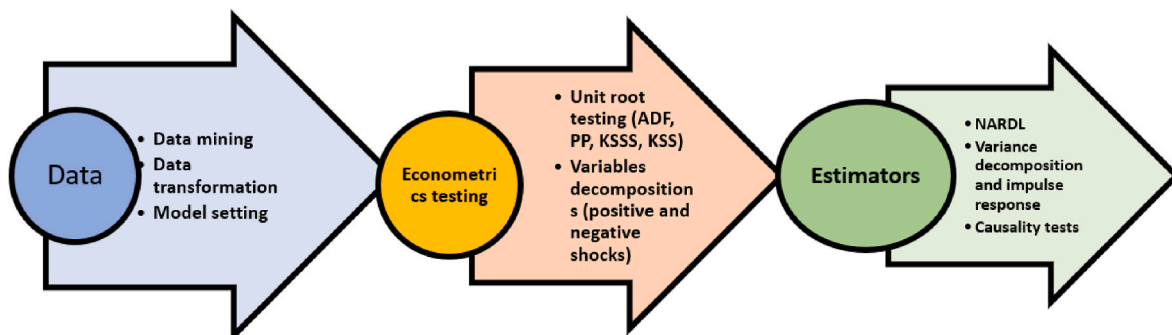 Data
• Data mining
• Data
transformation
• Model setting
Econometri
cs testing
• Unit root
testing (ADF,
PP, KSSS, KSS)
• Variables
decomposition
s (positive and
negative
shocks)
Estimators
• NARDL
• Variance
decomposition
and impulse
response
• Causality tests